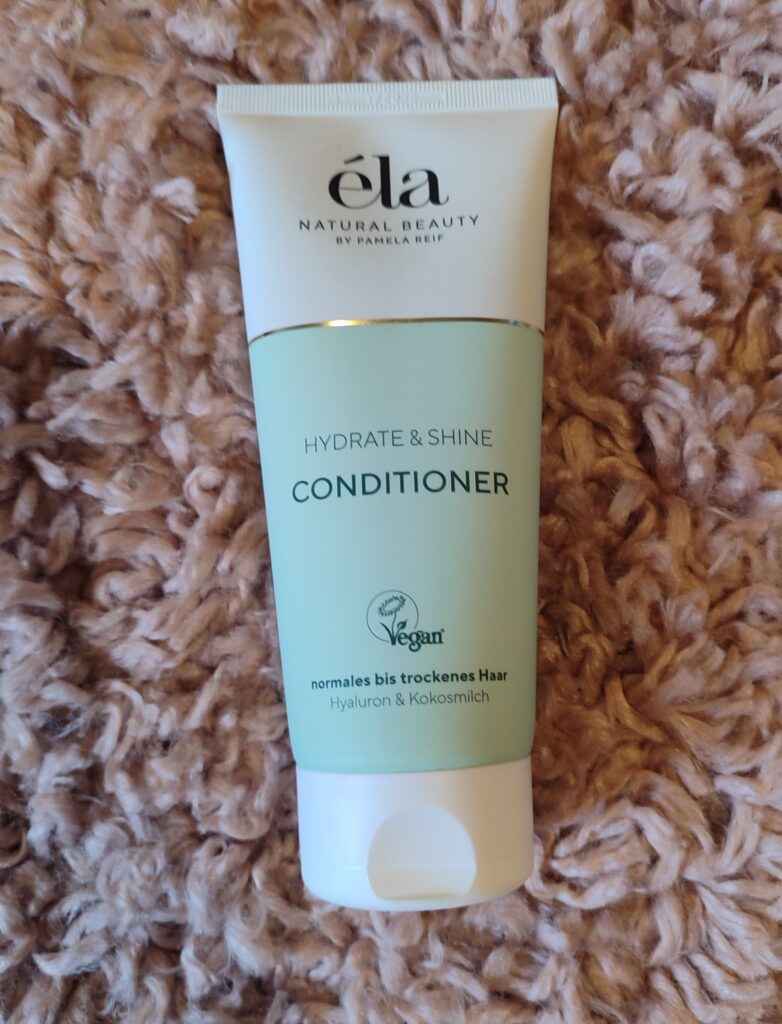 éla
NATURAL BEAUTY
BY PAMELA REIF
HYDRATE & SHINE
CONDITIONER
Vegan
normales bis trockenes Haar
Hyaluron & Kokosmilch